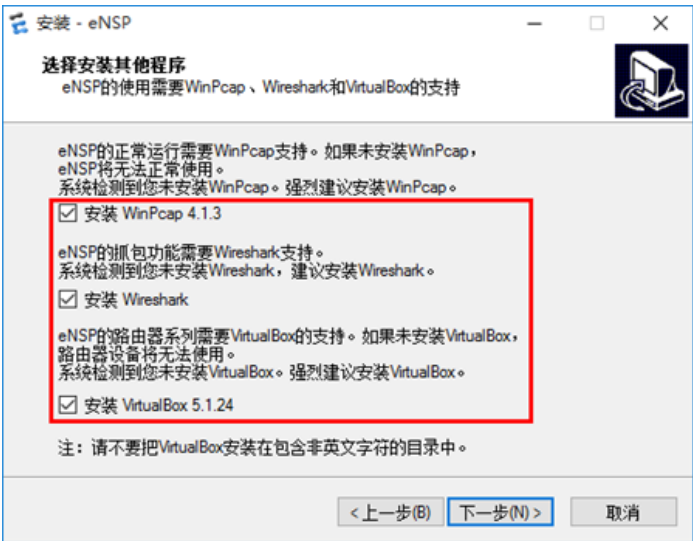 安装 - eNSP
选择安装其他程序
eNSP的使用需要WinPcap、Wireshark和VirtualBox的支持
eNSP的正常运行需要WinPcap支持。如果未安装WinPcap，
eNSP将无法正常使用。
系统检测到您未安装WinPcap。强烈建议安装WinPcap。
安装 WinPcap 4.1.3
eNSP的抓包功能需要Wireshark支持。
系统检测到您未安装Wireshark，建议安装Wireshark。
安装 Wireshark
eNSP的路由器系列需要VirtualBox的支持。如果未安装VirtualBox，
路由器设备将无法使用。
系统检测到您未安装VirtualBox。强烈建议安装VirtualBox。
安装 VirtualBox 5.1.24
注：请不要把VirtualBox安装在包含非英文字符的目录中。
<上一步(B) 下一步(N)> 取消